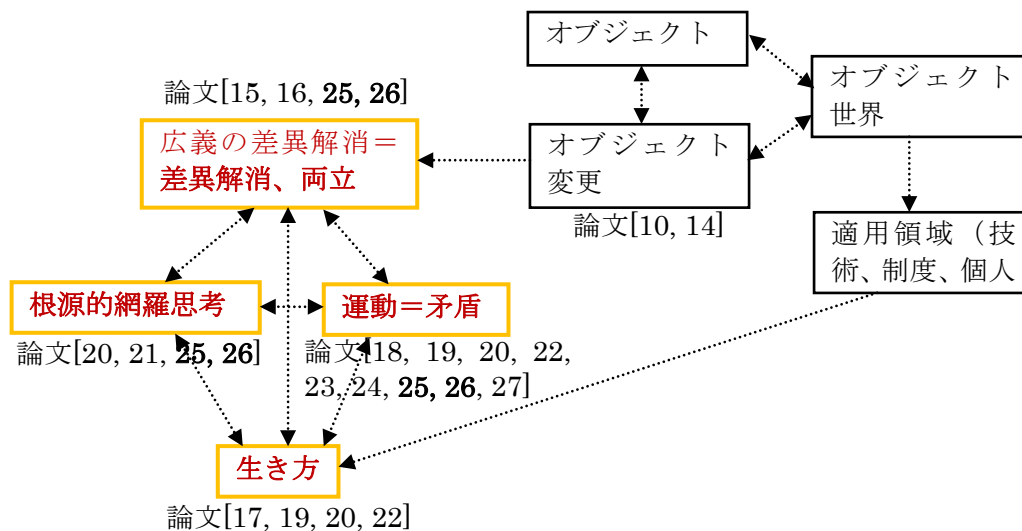 オブジェクト
オブジェクト
世界
論文[15, 16, 25, 26]
広義の差異解消＝
差異解消、両立
オブジェクト
変更
論文[10, 14]
適用領域（技
術、制度、個人
根源的網羅思考
運動＝矛盾
論文[20, 21, 25, 26]
論文[18, 19, 20, 22,
23, 24, 25, 26, 27]
生き方
論文[17, 19, 20, 22]